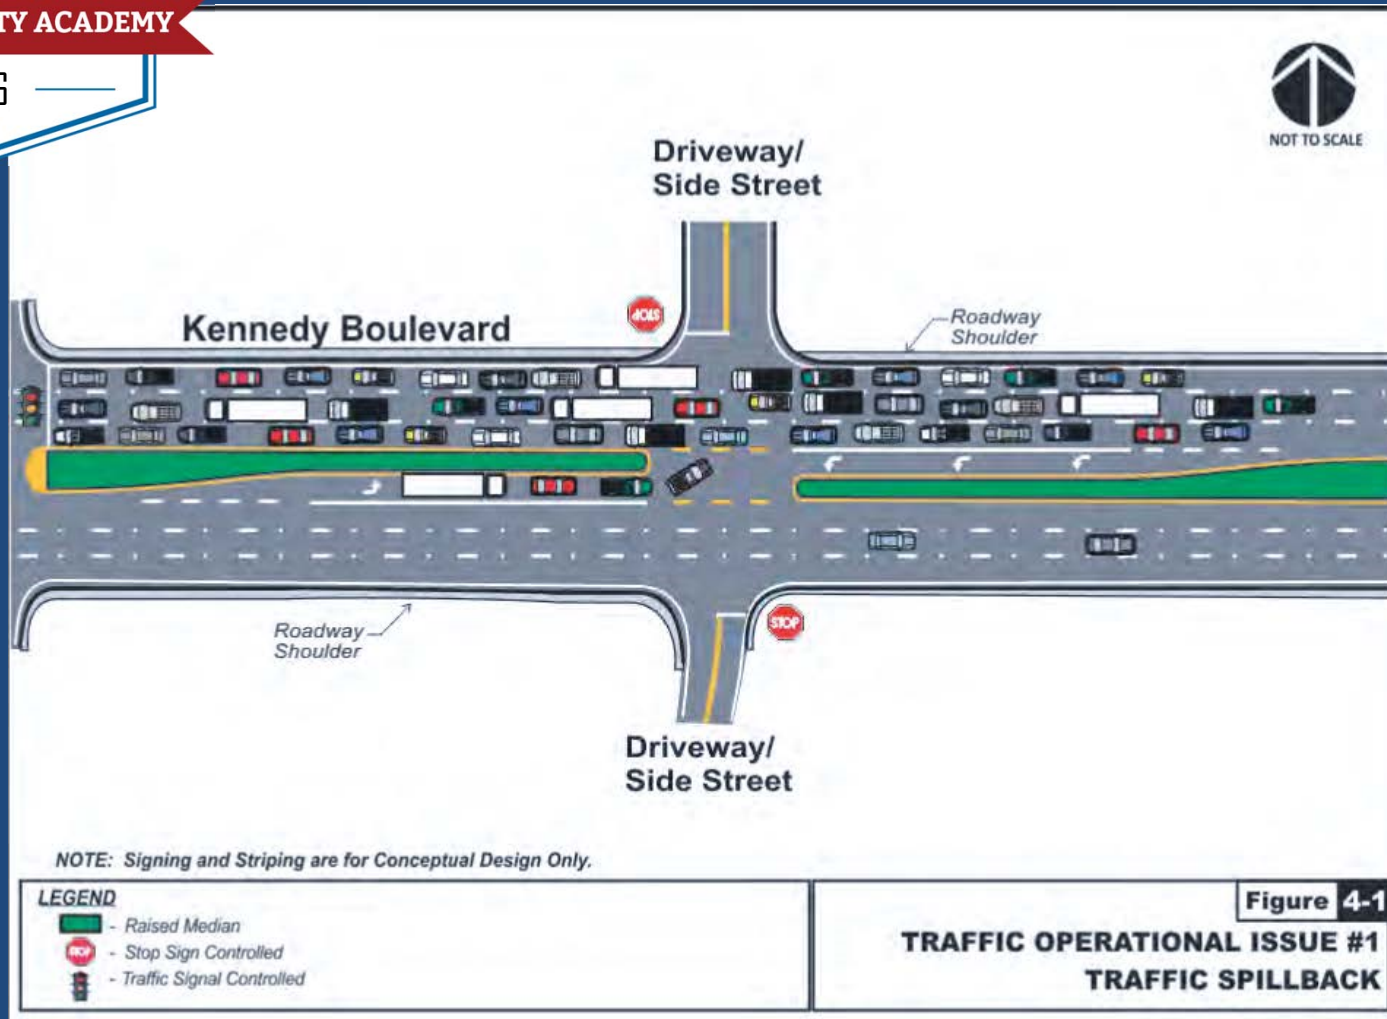 TY ACADEMY
NOT TO SCALE
Driveway/
Side Street
STOP
Kennedy Boulevard
Roadway
Shoulder
STOP
Roadway
Shoulder
Driveway/
Side Street
NOTE: Signing and Striping are for Conceptual Design Only.
LEGEND
- Raised Median
STOP - Stop Sign Controlled
- Traffic Signal Controlled
Figure 4-1
TRAFFIC OPERATIONAL ISSUE #1
TRAFFIC SPILLBACK